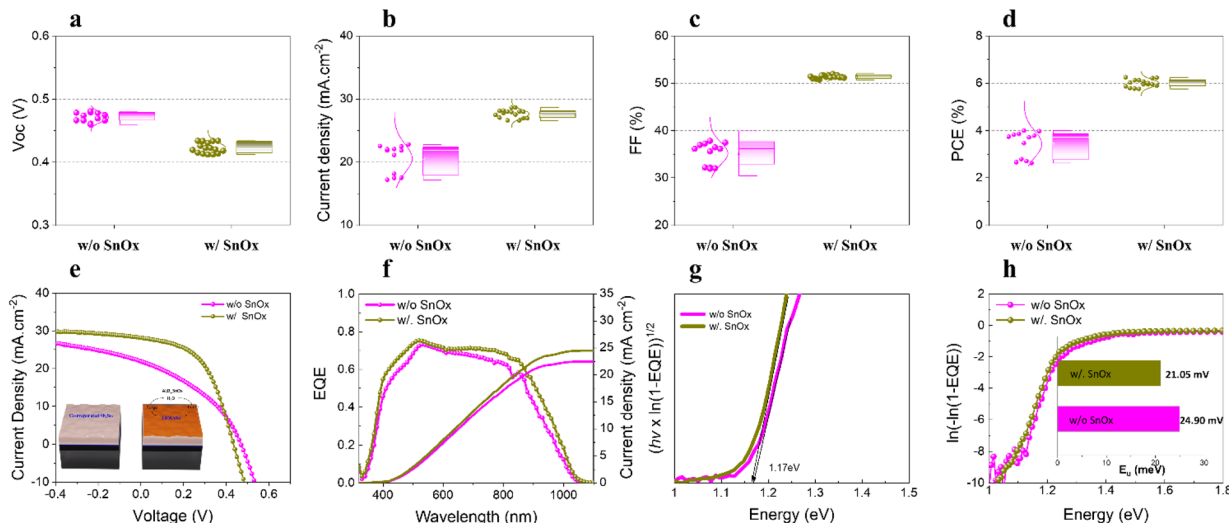 a
0.6
0.5
0.4
0.3
Voc (V)
w/o SnOx
w/ SnOx
b
40
30
20
10
Current density (mA.cm⁻²)
w/o SnOx
w/ SnOx
c
60
50
40
30
20
FF (%)
w/o SnOx
w/ SnOx
d
8
6
4
2
0
PCE (%)
w/o SnOx
w/ SnOx
e
40
30
20
10
0
-10
Current Density (mA.cm⁻²)
w/o SnOx
w/ SnOx
-0.4
-0.2
0.0
0.2
0.4
0.6
Voltage (V)
f
1.0
0.8
0.6
0.4
0.2
0.0
EQE
w/o SnOx
w/. SnOx
35
30
25
20
15
10
5
0
Current density (mA cm⁻²)
400
600
800
1000
Wavelength (nm)
g
(hν x ln(1-EQE))^1/2
w/o SnOx
w/. SnOx
1.17eV
1
1.1
1.2
1.3
1.4
1.5
Energy (eV)
h
2
0
-2
-4
-6
-8
-10
ln(-ln(1-EQE))
w/o SnOx
w/. SnOx
w/. SnOx
21.05 mV
w/o SnOx
24.90 mV
0
10
20
30
Eᵤ (meV)
1
1.2
1.4
1.6
1.8
Energy (eV)